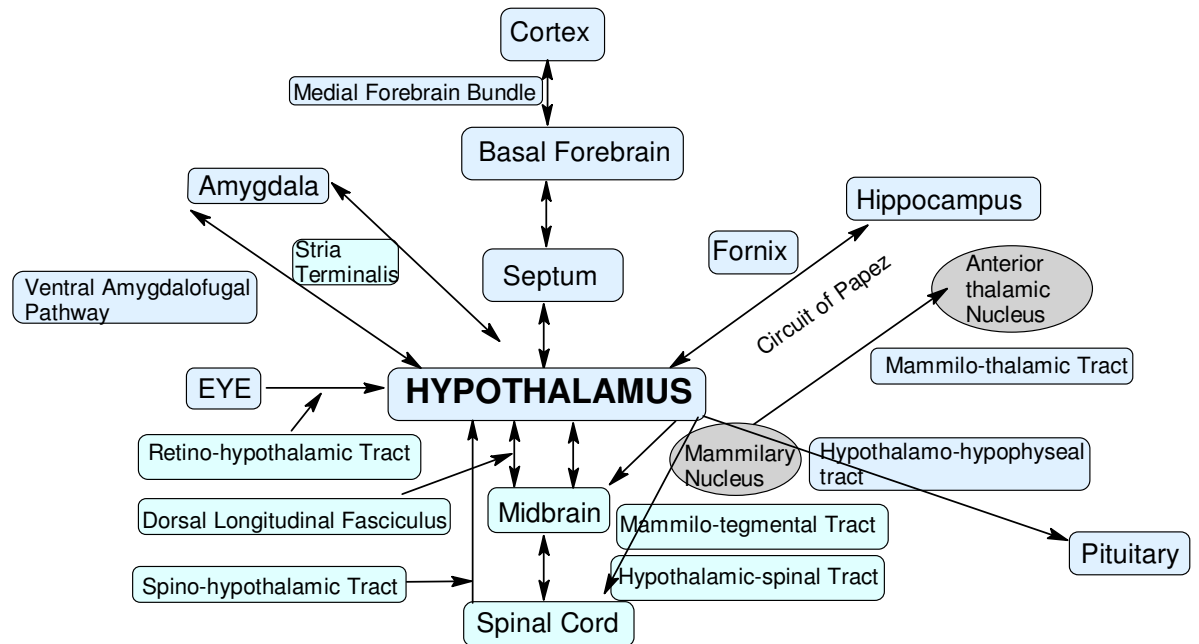 Cortex
Medial Forebrain Bundle
Basal Forebrain
Amygdala
Hippocampus
Stria
Terminalis
Fornix
Septum
Ventral Amygdalofugal
Pathway
Circuit of Papez
Anterior
thalamic
Nucleus
Mammilo-thalamic Tract
EYE
HYPOTHALAMUS
Retino-hypothalamic Tract
Mammilary
Nucleus
Hypothalamo-hypophyseal
tract
Dorsal Longitudinal Fasciculus
Midbrain
Mammilo-tegmental Tract
Pituitary
Spino-hypothalamic Tract
Hypothalamic-spinal Tract
Spinal Cord